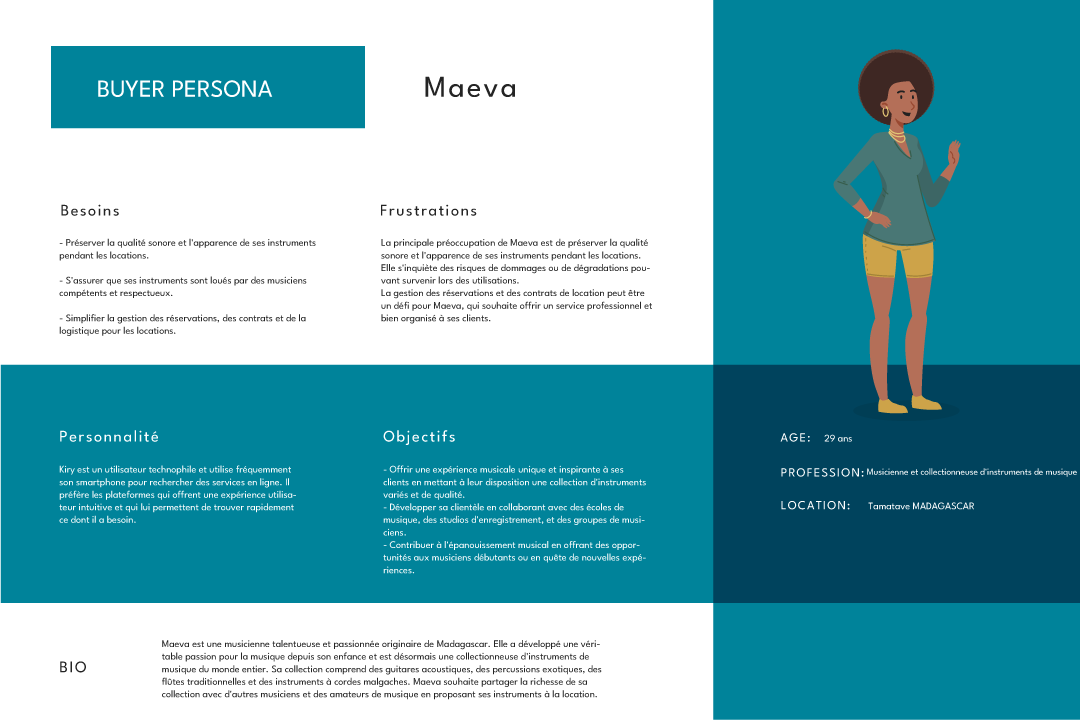 BUYER PERSONA
Maeva
Besoins
- Préserver la qualité sonore et l'apparence de ses instruments
pendant les locations.
- S'assurer que ses instruments sont loués par des musiciens
compétents et respectueux.
- Simplifier la gestion des réservations, des contrats et de la
logistique pour les locations.
Frustrations
La principale préoccupation de Maeva est de préserver la qualité
sonore et l'apparence de ses instruments pendant les locations.
Elle s'inquiète des risques de dommages ou de dégradations pou-
vant survenir lors des utilisations.
La gestion des réservations et des contrats de location peut être
un défi pour Maeva, qui souhaite offrir un service professionnel et
bien organisé à ses clients.
Personnalité
Kiry est un utilisateur technophile et utilise fréquemment
son smartphone pour rechercher des services en ligne. Il
préfère les plateformes qui offrent une expérience utilisa-
teur intuitive et qui lui permettent de trouver rapidement
ce dont il a besoin.
Objectifs
- Offrir une expérience musicale unique et inspirante à ses
clients en mettant à leur disposition une collection d'instruments
variés et de qualité.
- Développer sa clientèle en collaborant avec des écoles de
musique, des studios d'enregistrement, et des groupes de musi-
ciens.
- Contribuer à l'épanouissement musical en offrant des oppor-
tunités aux musiciens débutants ou en quête de nouvelles expé-
riences.
AGE: 29 ans
PROFESSION: Musicienne et collectionneuse d'instruments de musique
LOCATION: Tamatave MADAGASCAR
BIO
Maeva est une musicienne talentueuse et passionnée originaire de Madagascar. Elle a développé une véri-
table passion pour la musique depuis son enfance et est désormais une collectionneuse d'instruments de
musique du monde entier. Sa collection comprend des guitares acoustiques, des percussions exotiques, des
flûtes traditionnelles et des instruments à cordes malgaches. Maeva souhaite partager la richesse de sa
collection avec d'autres musiciens et des amateurs de musique en proposant ses instruments à la location.